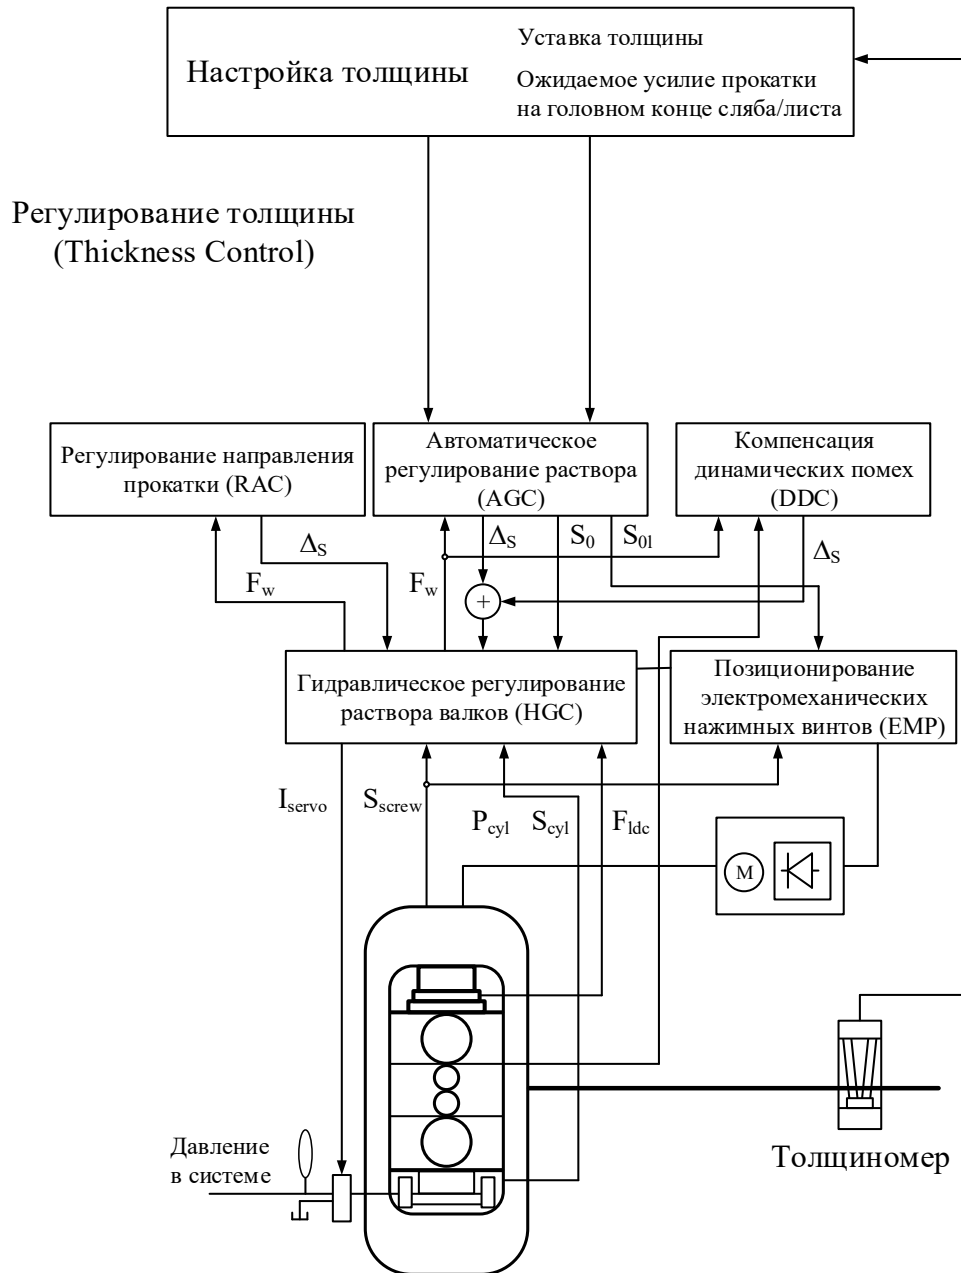 Уставка толщины
Настройка толщины
Ожидаемое усилие прокатки
на головном конце сляба/листа
Регулирование толщины
(Thickness Control)
Регулирование направления
прокатки (RAC)
Автоматическое
регулирование раствора
(AGC)
Компенсация
динамических помех
(DDC)
Δs
Fw
Fw
Δs
S0
S0l
Δs
+
Гидравлическое регулирование
раствора валков (HGC)
Позиционирование
электромеханических
нажимных винтов (EMP)
Iservo
Sscrew
Pcyl
Scyl
Fldc
M
Давление
в системе
Толщиномер